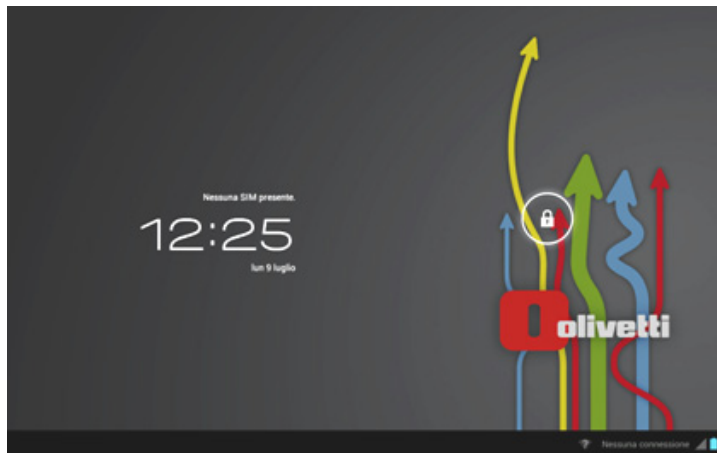 Nessuna SIM presente.
12:25
lun 9 luglio
olivetti
Nessuna connessione